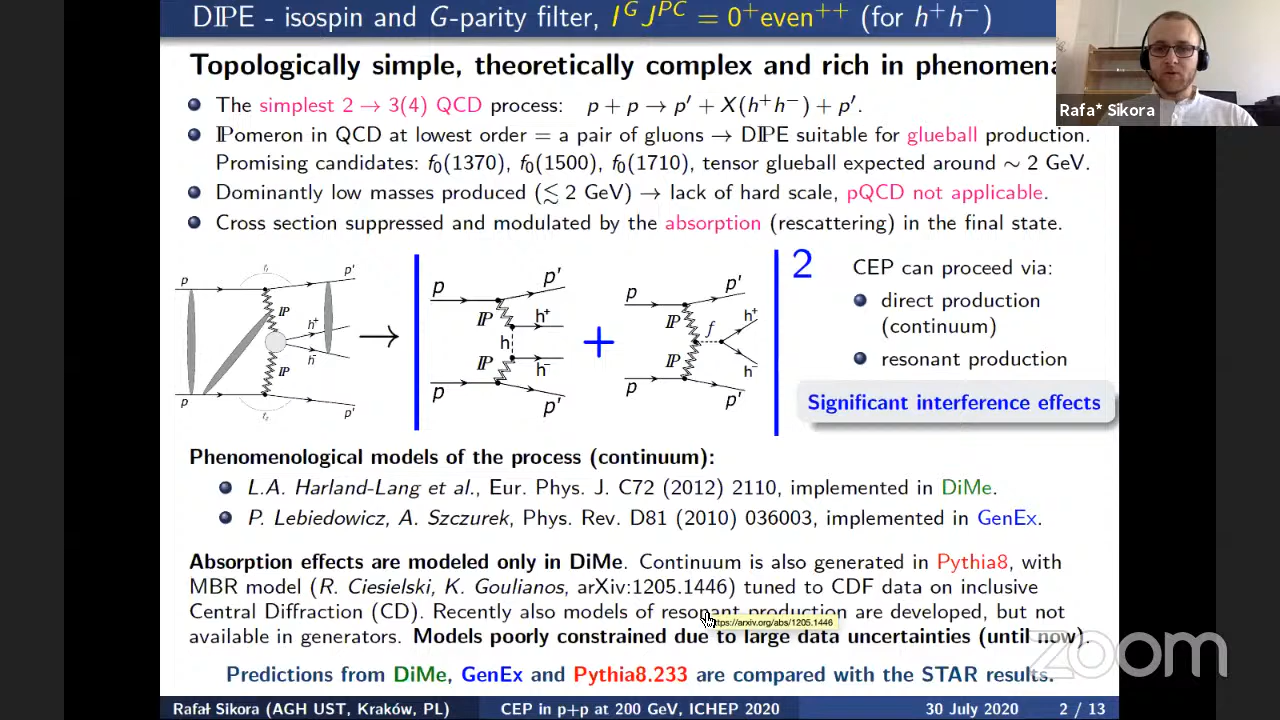 DIPE - isospin and G-parity filter, I^G J^PC = 0^+even^++ (for h^+h^-)
Topologically simple, theoretically complex and rich in phenomena
Rafa* Sikora
The simplest 2 → 3(4) QCD process: p + p → p′ + X(h^+h^-) + p′.
IPomeron in QCD at lowest order = a pair of gluons → DIPE suitable for glueball production.
Promising candidates: f₀(1370), f₀(1500), f₀(1710), tensor glueball expected around ∼ 2 GeV.
Dominantly low masses produced (≲ 2 GeV) → lack of hard scale, pQCD not applicable.
Cross section suppressed and modulated by the absorption (rescattering) in the final state.
p p' IP h^+ h^- IP p p'
→
p p' IP h^+ h IP h^- p p'
+
p p' IP f h^+ IP h^- p p'
2
CEP can proceed via:
direct production
(continuum)
resonant production
Significant interference effects
Phenomenological models of the process (continuum):
L.A. Harland-Lang et al., Eur. Phys. J. C72 (2012) 2110, implemented in DiMe.
P. Lebiedowicz, A. Szczurek, Phys. Rev. D81 (2010) 036003, implemented in GenEx.
Absorption effects are modeled only in DiMe. Continuum is also generated in Pythia8, with
MBR model (R. Ciesielski, K. Goulianos, arXiv:1205.1446) tuned to CDF data on inclusive
Central Diffraction (CD). Recently also models of resonant production are developed, but not
https://arxiv.org/abs/1205.1446
available in generators. Models poorly constrained due to large data uncertainties (until now).
zoom
Predictions from DiMe, GenEx and Pythia8.233 are compared with the STAR results.
Rafał Sikora (AGH UST, Kraków, PL) CEP in p+p at 200 GeV, ICHEP 2020 30 July 2020 2 / 13